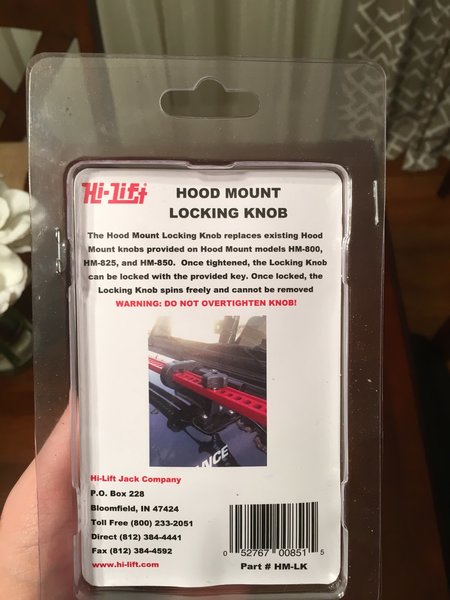 Hi-Lift
HOOD MOUNT
LOCKING KNOB
The Hood Mount Locking Knob replaces existing Hood
Mount knobs provided on Hood Mount models HM-800,
HM-825, and HM-850. Once tightened, the Locking Knob
can be locked with the provided key. Once locked, the
Locking Knob spins freely and cannot be removed
WARNING: DO NOT OVERTIGHTEN KNOB!
ANCE
Hi-Lift Jack Company
P.O. Box 228
Bloomfield, IN 47424
Toll Free (800) 233-2051
Direct (812) 384-4441
Fax (812) 384-4592
www.hi-lift.com
0 52767 00851 5
Part # HM-LK